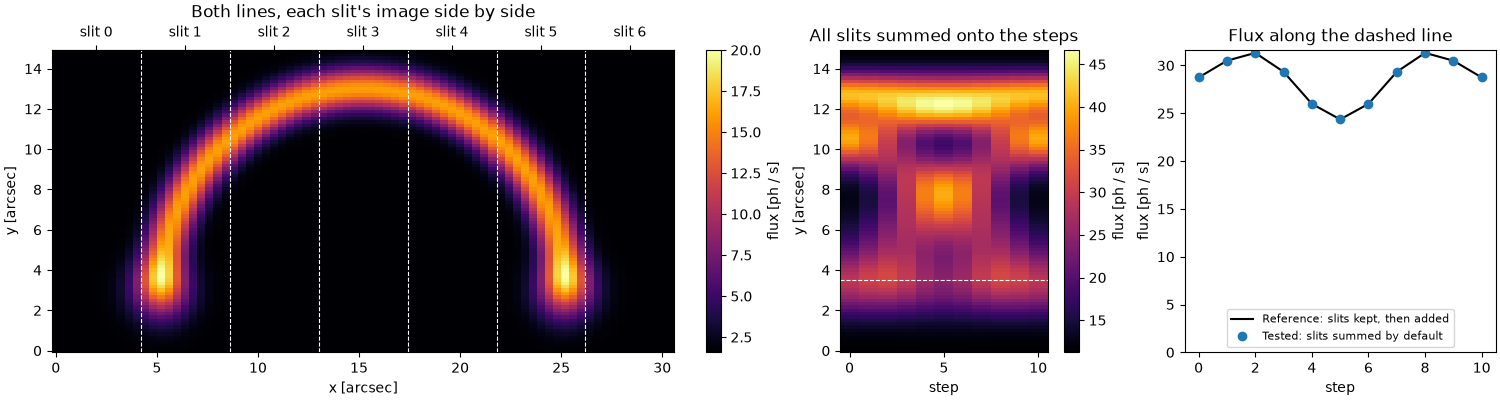 Both lines, each slit's image side by side
slit 0 slit 1 slit 2 slit 3 slit 4 slit 5 slit 6
14
12
10
8
6
4
2
0
y [arcsec]
0 5 10 15 20 25 30
x [arcsec]
20.0
17.5
15.0
12.5
10.0
7.5
5.0
2.5
flux [ph / s]
All slits summed onto the steps
14
12
10
8
6
4
2
0
y [arcsec]
0 5 10
step
45
40
35
30
25
20
15
flux [ph / s]
Flux along the dashed line
30
25
20
15
10
5
0
flux [ph / s]
0 2 4 6 8 10
step
Reference: slits kept, then added
Tested: slits summed by default